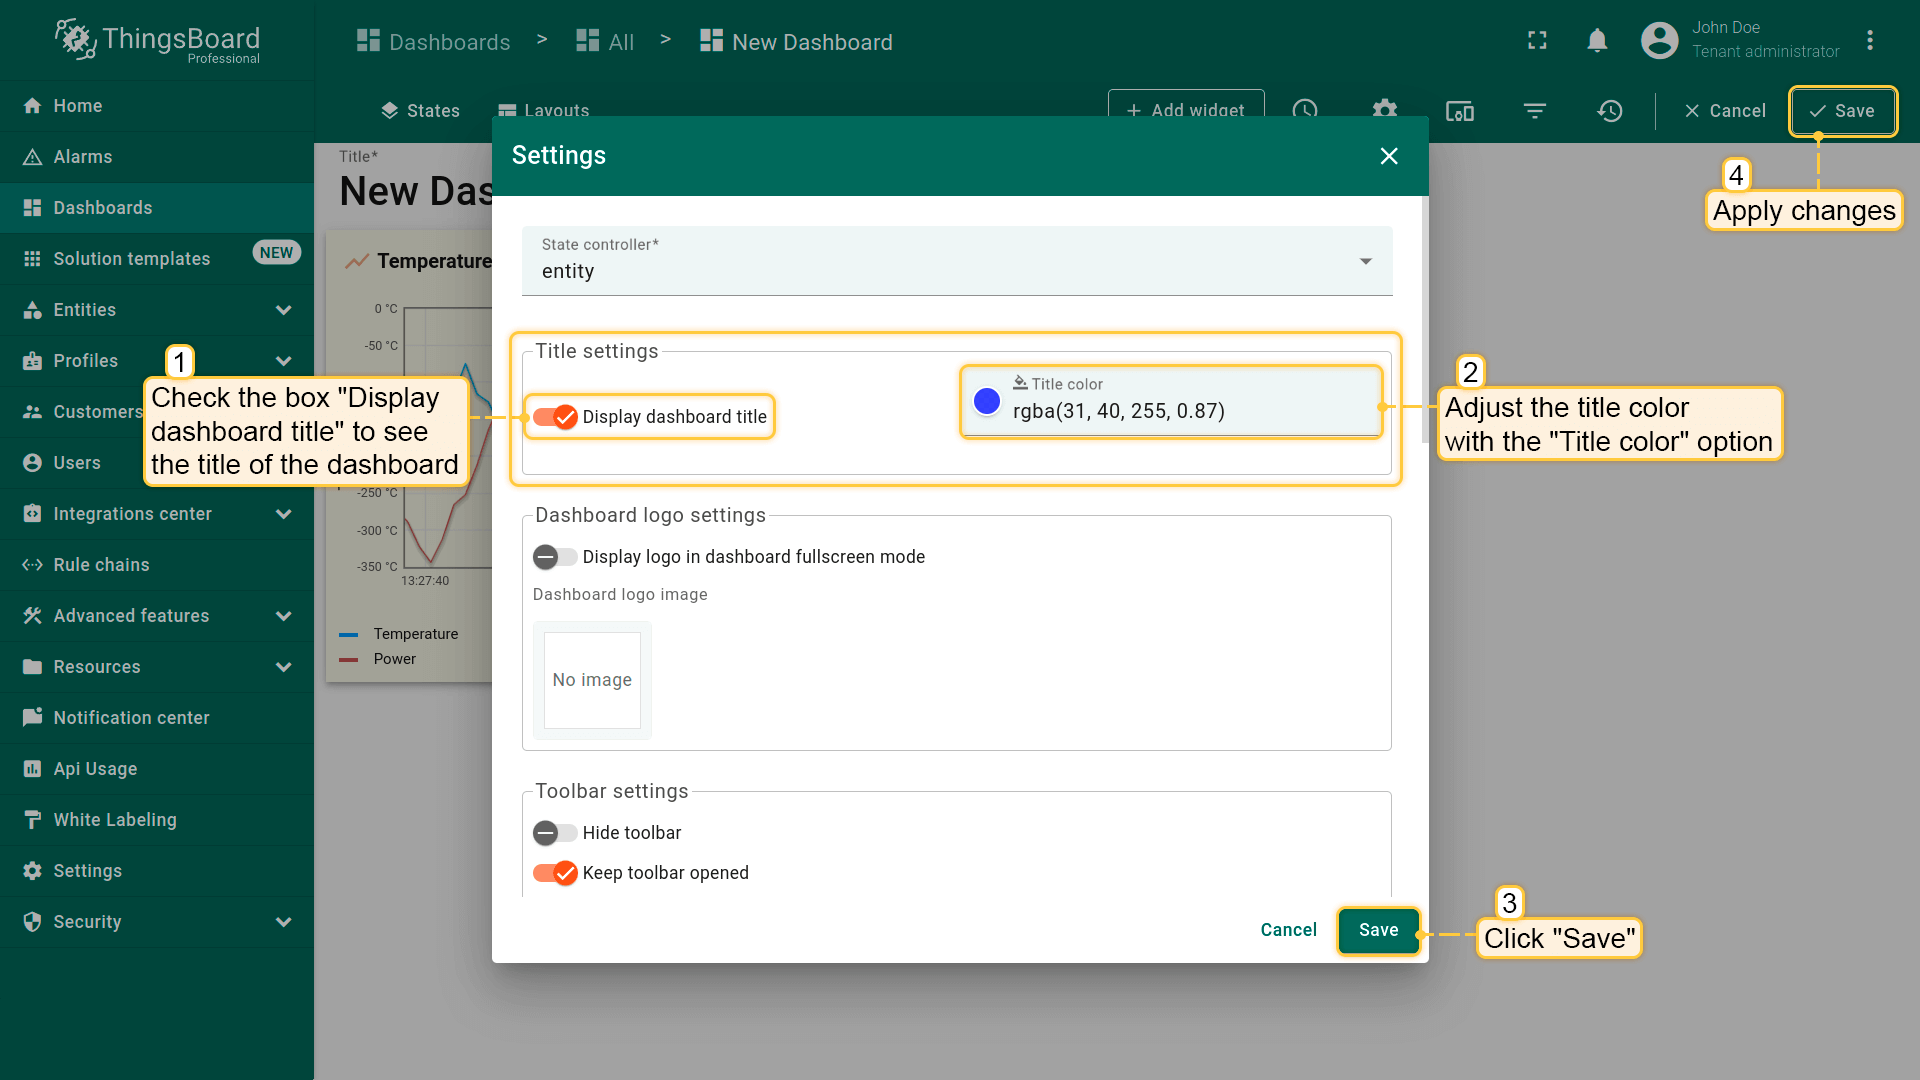 ThingsBoard
Professional
Dashboards > All > New Dashboard
John Doe
Tenant administrator
Home
Alarms
Dashboards
Solution templates NEW
Entities
Profiles
Customers
Users
Integrations center
Rule chains
Advanced features
Resources
Notification center
Api Usage
White Labeling
Settings
Security
States
Layouts
+ Add widget
Cancel
Save
4
Apply changes
Title*
New Das
Temperature
0 °C
-50 °C
-250 °C
-300 °C
-350 °C
13:27:40
Temperature
Power
1
Check the box "Display
dashboard title" to see
the title of the dashboard
Settings
State controller*
entity
Title settings
Display dashboard title
Title color
rgba(31, 40, 255, 0.87)
2
Adjust the title color
with the "Title color" option
Dashboard logo settings
Display logo in dashboard fullscreen mode
Dashboard logo image
No image
Toolbar settings
Hide toolbar
Keep toolbar opened
Cancel
Save
3
Click "Save"